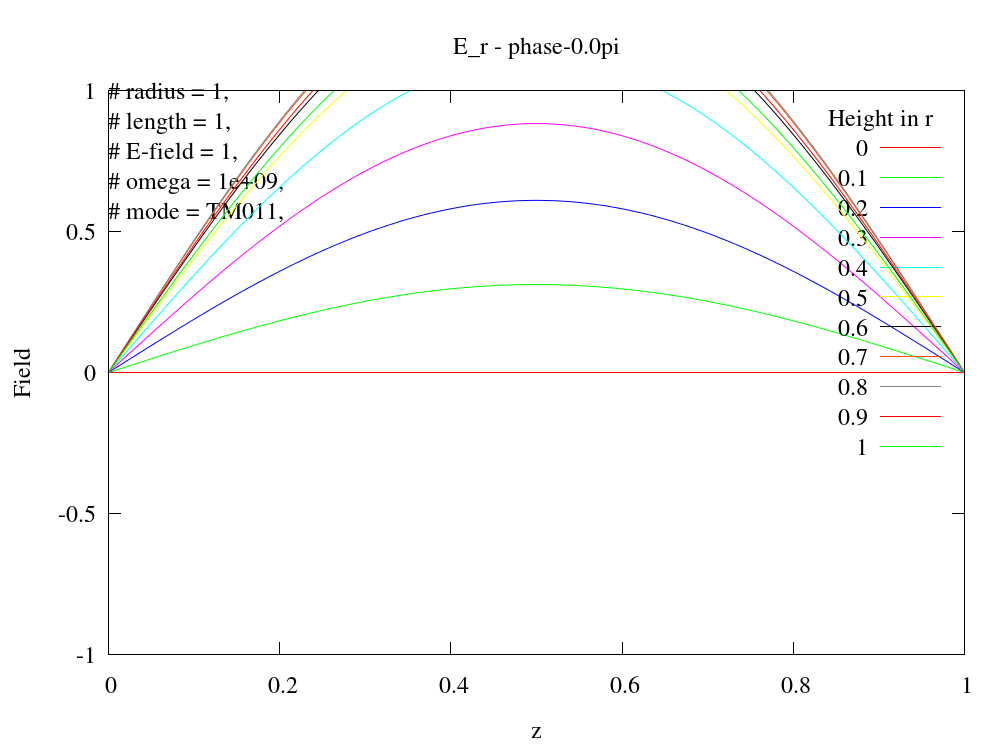 E_r - phase-0.0pi
# radius = 1,
# length = 1,
# E-field = 1,
# omega = 1e+09,
# mode = TM011,
Height in r
0
0.1
0.2
0.3
0.4
0.5
0.6
0.7
0.8
0.9
1
1
0.5
0
-0.5
-1
Field
0 0.2 0.4 0.6 0.8 1
z